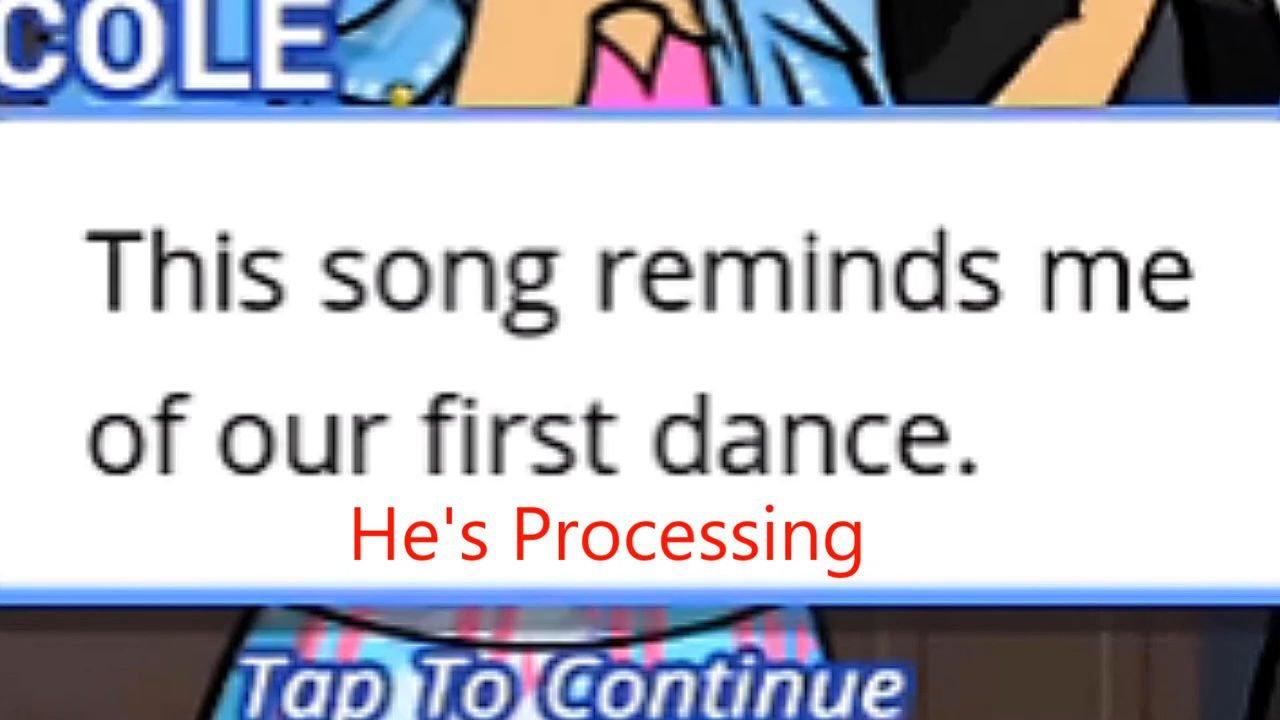 COLE
This song reminds me
of our first dance.
He's Processing
Tap To Continue